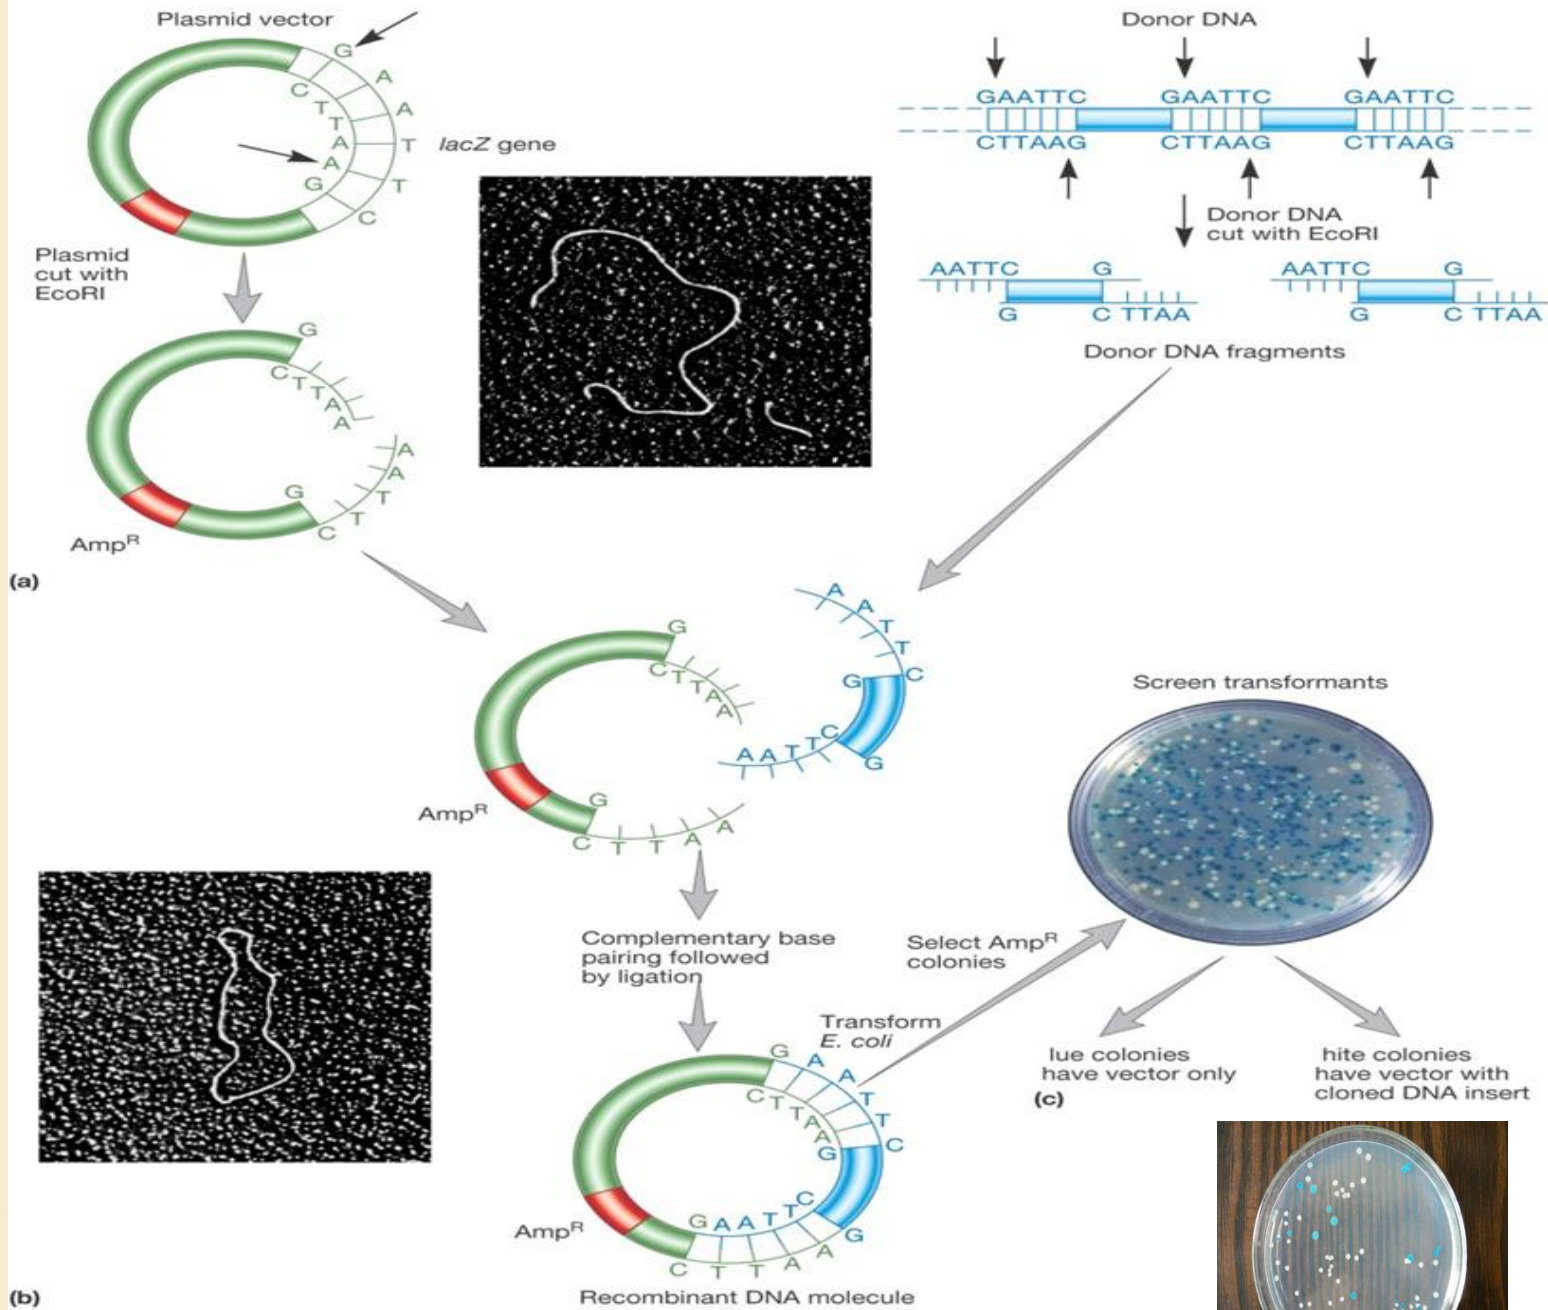 Plasmid vector
G
A
A
T
T
C
C
T
T
A
A
G
lacZ gene
Plasmid
cut with
EcoRI
G
C T T A A
A
A
T
T
C
G
AmpR
(a)
Donor DNA
GAATTC GAATTC GAATTC
CTTAAG CTTAAG CTTAAG
Donor DNA
cut with EcoRI
AATTC G AATTC G
G C TTAA G C TTAA
Donor DNA fragments
G
C T T A A
AmpR
G
C T T A A
A A T T C
G
A A T T C
G
Complementary base
pairing followed
by ligation
Transform
E. coli
Select AmpR
colonies
Screen transformants
lue colonies
have vector only
hite colonies
have vector with
cloned DNA insert
(c)
G A A T T C
C T T A A G
AmpR
G A A T T C
C T T A A G
Recombinant DNA molecule
(b)